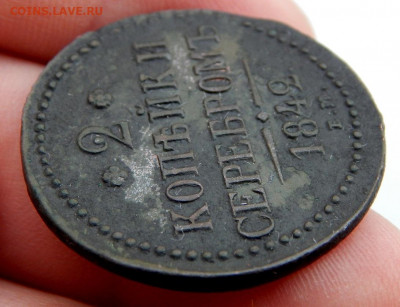 COINS.LAVE.RU
2
КОПѢЙКИ
СЕРЕБРОМЪ
1842